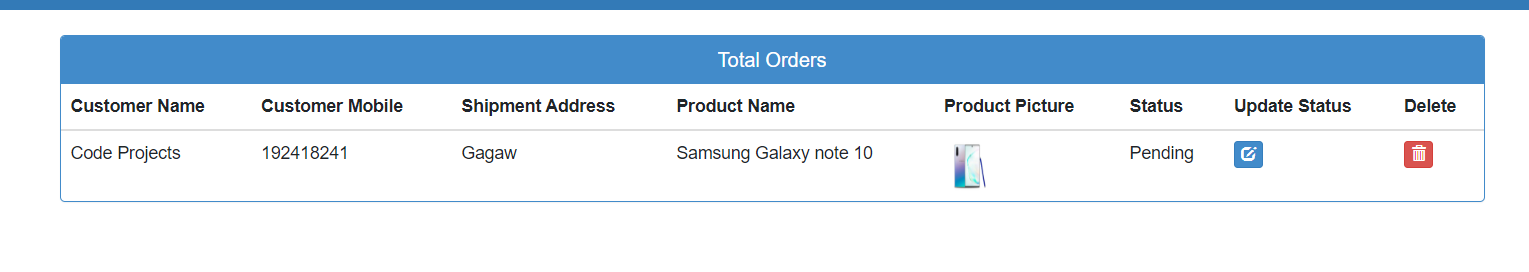 Total Orders
Customer Name Customer Mobile Shipment Address Product Name Product Picture Status Update Status Delete
Code Projects 192418241 Gagaw Samsung Galaxy note 10 Pending